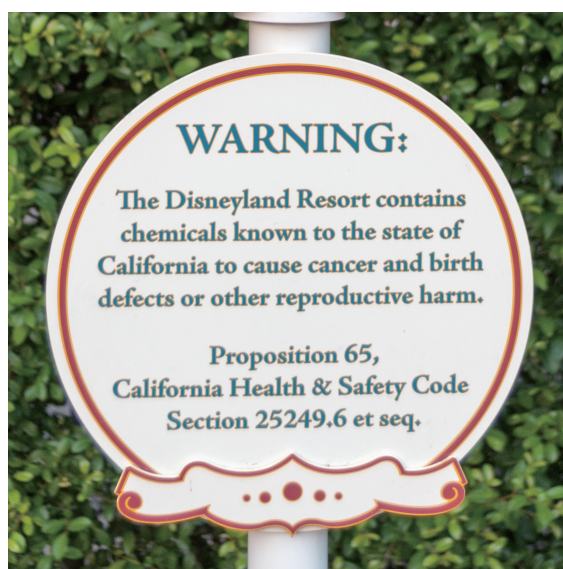 WARNING:
The Disneyland Resort contains
chemicals known to the state of
California to cause cancer and birth
defects or other reproductive harm.
Proposition 65,
California Health & Safety Code
Section 25249.6 et seq.